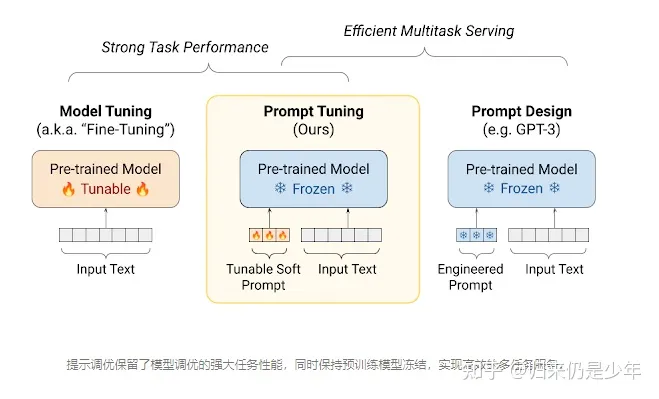 Efficient Multitask Serving
Strong Task Performance
Model Tuning
(a.k.a. “Fine-Tuning”)
Pre-trained Model
Tunable
Input Text
Prompt Tuning
(Ours)
Pre-trained Model
Frozen
Tunable Soft
Prompt
Input Text
Prompt Design
(e.g. GPT-3)
Pre-trained Model
Frozen
Engineered
Prompt
Input Text
提示调优保留了模型调优的强大任务性能，同时保持预训练模型冻结，实现高效的多任务服务。
知乎 @归来仍是少年